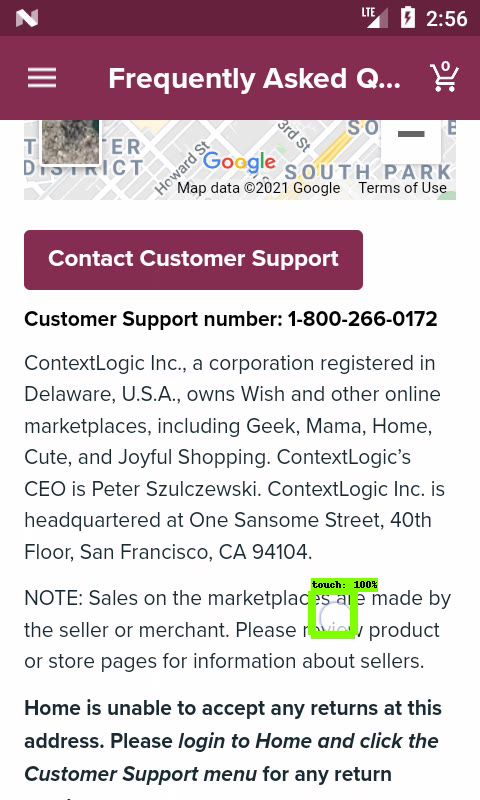 LTE 2:56
Frequently Asked Q...
0
3rd St
SO
Howard St
DISTRICT
Google
SOUTH PARK
Map data ©2021 Google Terms of Use
Contact Customer Support
Customer Support number: 1-800-266-0172
ContextLogic Inc., a corporation registered in
Delaware, U.S.A., owns Wish and other online
marketplaces, including Geek, Mama, Home,
Cute, and Joyful Shopping. ContextLogic's
CEO is Peter Szulczewski. ContextLogic Inc. is
headquartered at One Sansome Street, 40th
Floor, San Francisco, CA 94104.
touch: 100%
NOTE: Sales on the marketplaces are made by
the seller or merchant. Please review product
or store pages for information about sellers.
Home is unable to accept any returns at this
address. Please login to Home and click the
Customer Support menu for any return